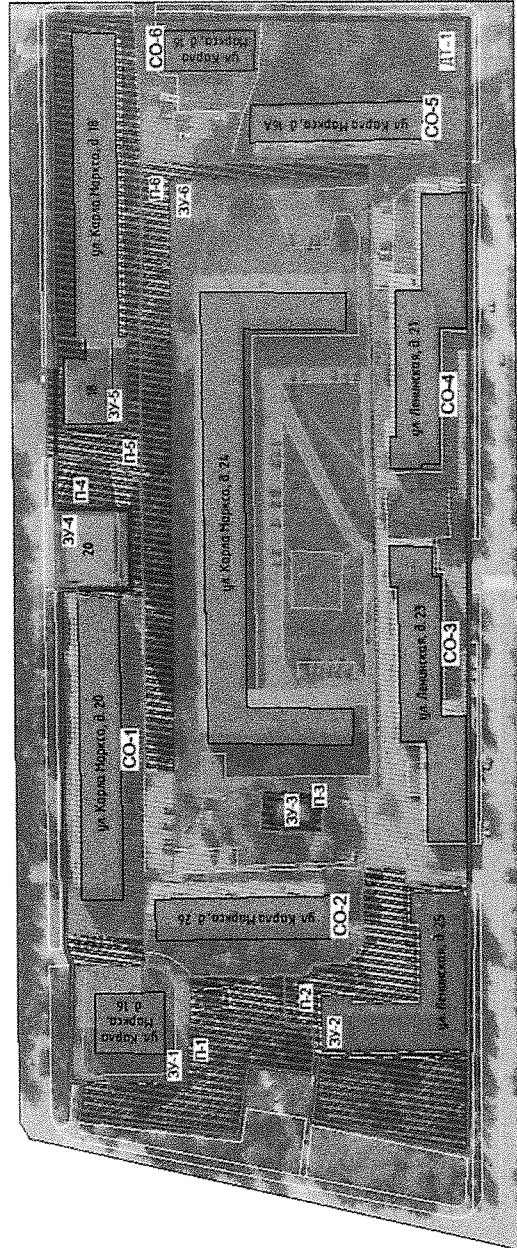 ЗУ-4
20
П-4
18
ЗУ-5
П-5
ул Карла Маркса, д 18
ул Карла
Маркса,
д 16
ул Карла Маркса, д 20
СО-1
СО-6
ул Карла
Маркса, д 16
ЗУ-1
П-1
П-6
ЗУ-6
ул Карла Маркса, д 26
СО-2
ул Карла Маркса, д 24
ул Карла Маркса, д 16А
СО-5
ЗУ-3
П-3
П-2
ЗУ-2
ул Ленинская, д 25
ул Ленинская, д 23
СО-3
ул Ленинская, д 21
СО-4
ДТ-1